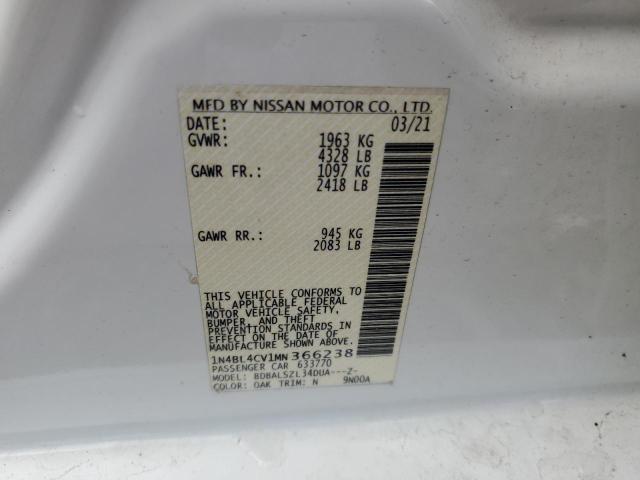 MFD BY NISSAN MOTOR CO., LTD.
DATE: 03/21
GVWR: 1963 KG
4328 LB
GAWR FR.: 1097 KG
2418 LB
GAWR RR.: 945 KG
2083 LB
THIS VEHICLE CONFORMS TO
ALL APPLICABLE FEDERAL
MOTOR VEHICLE SAFETY,
BUMPER, AND THEFT
PREVENTION STANDARDS IN
EFFECT ON THE DATE OF
MANUFACTURE SHOWN ABOVE.
1N4BL4CV1MN366238
PASSENGER CAR 633770
MODEL: BDBALSZL34DUA---Z-
COLOR: QAK TRIM: N 9N00A